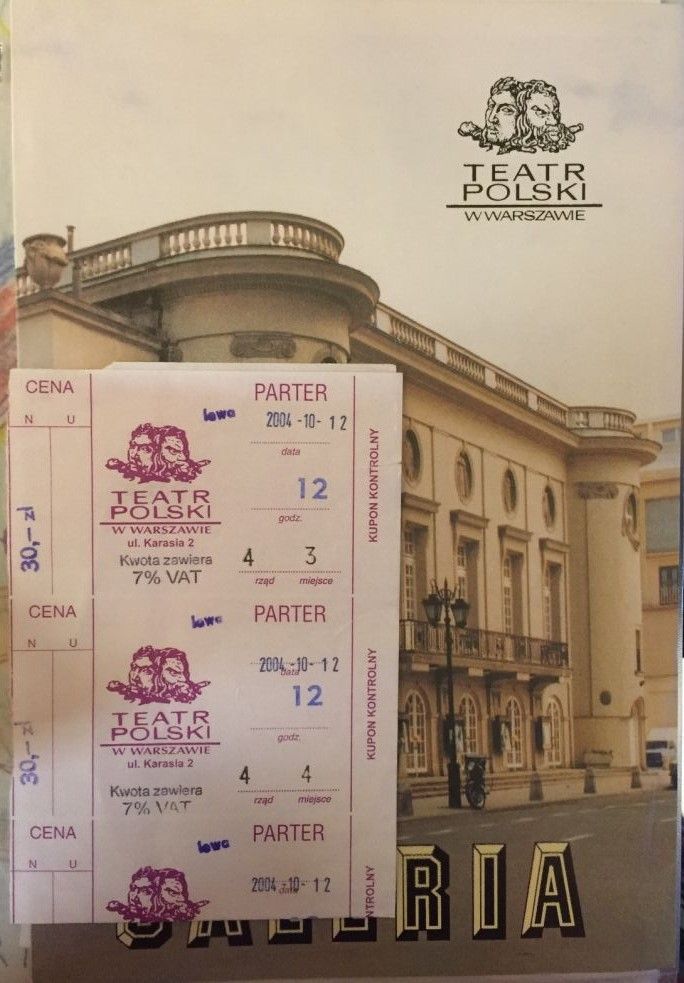 TEATR
POLSKI
W WARSZAWIE
CENA
N U
30,- zł
TEATR
POLSKI
W WARSZAWIE
ul. Karasia 2
Kwota zawiera
7% VAT
lewa
PARTER
2004-10-12
data
12
godz.
4 3
rząd miejsce
KUPON KONTROLNY
CENA
N U
30,- zł
TEATR
POLSKI
W WARSZAWIE
ul. Karasia 2
Kwota zawiera
7% VAT
lewa
PARTER
2004-10-12
data
12
godz.
4 4
rząd miejsce
KUPON KONTROLNY
CENA
N U
lewa
PARTER
2004-10-12
data
NTROLNY
RIA